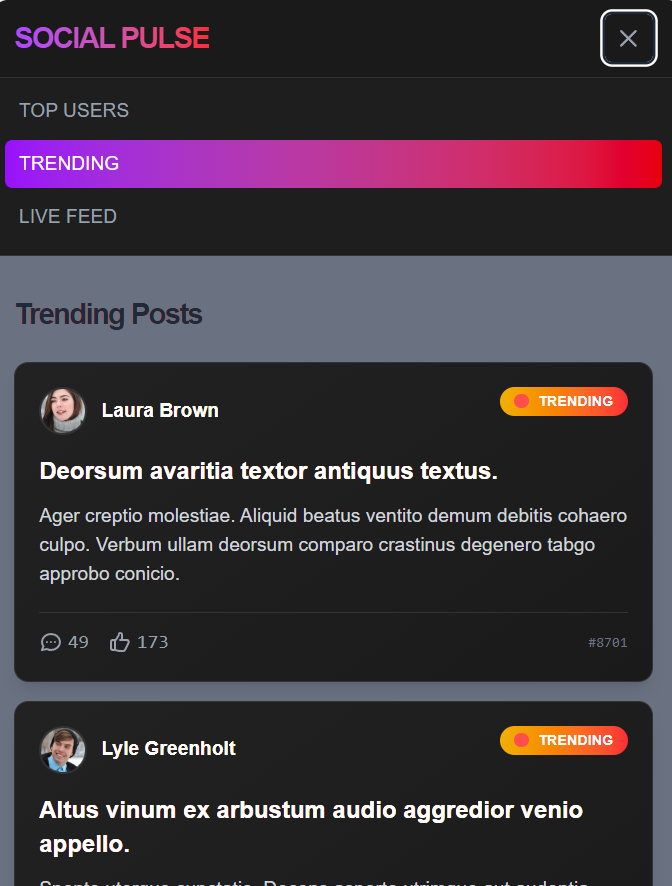 SOCIAL PULSE
TOP USERS
TRENDING
LIVE FEED
Trending Posts
Laura Brown
TRENDING
Deorsum avaritia textor antiquus textus.
Ager creptio molestiae. Aliquid beatus ventito demum debitis cohaero
culpo. Verbum ullam deorsum comparo crastinus degenero tabgo
approbo conicio.
49 173
#8701
Lyle Greenholt
TRENDING
Altus vinum ex arbustum audio aggredior venio
appello.